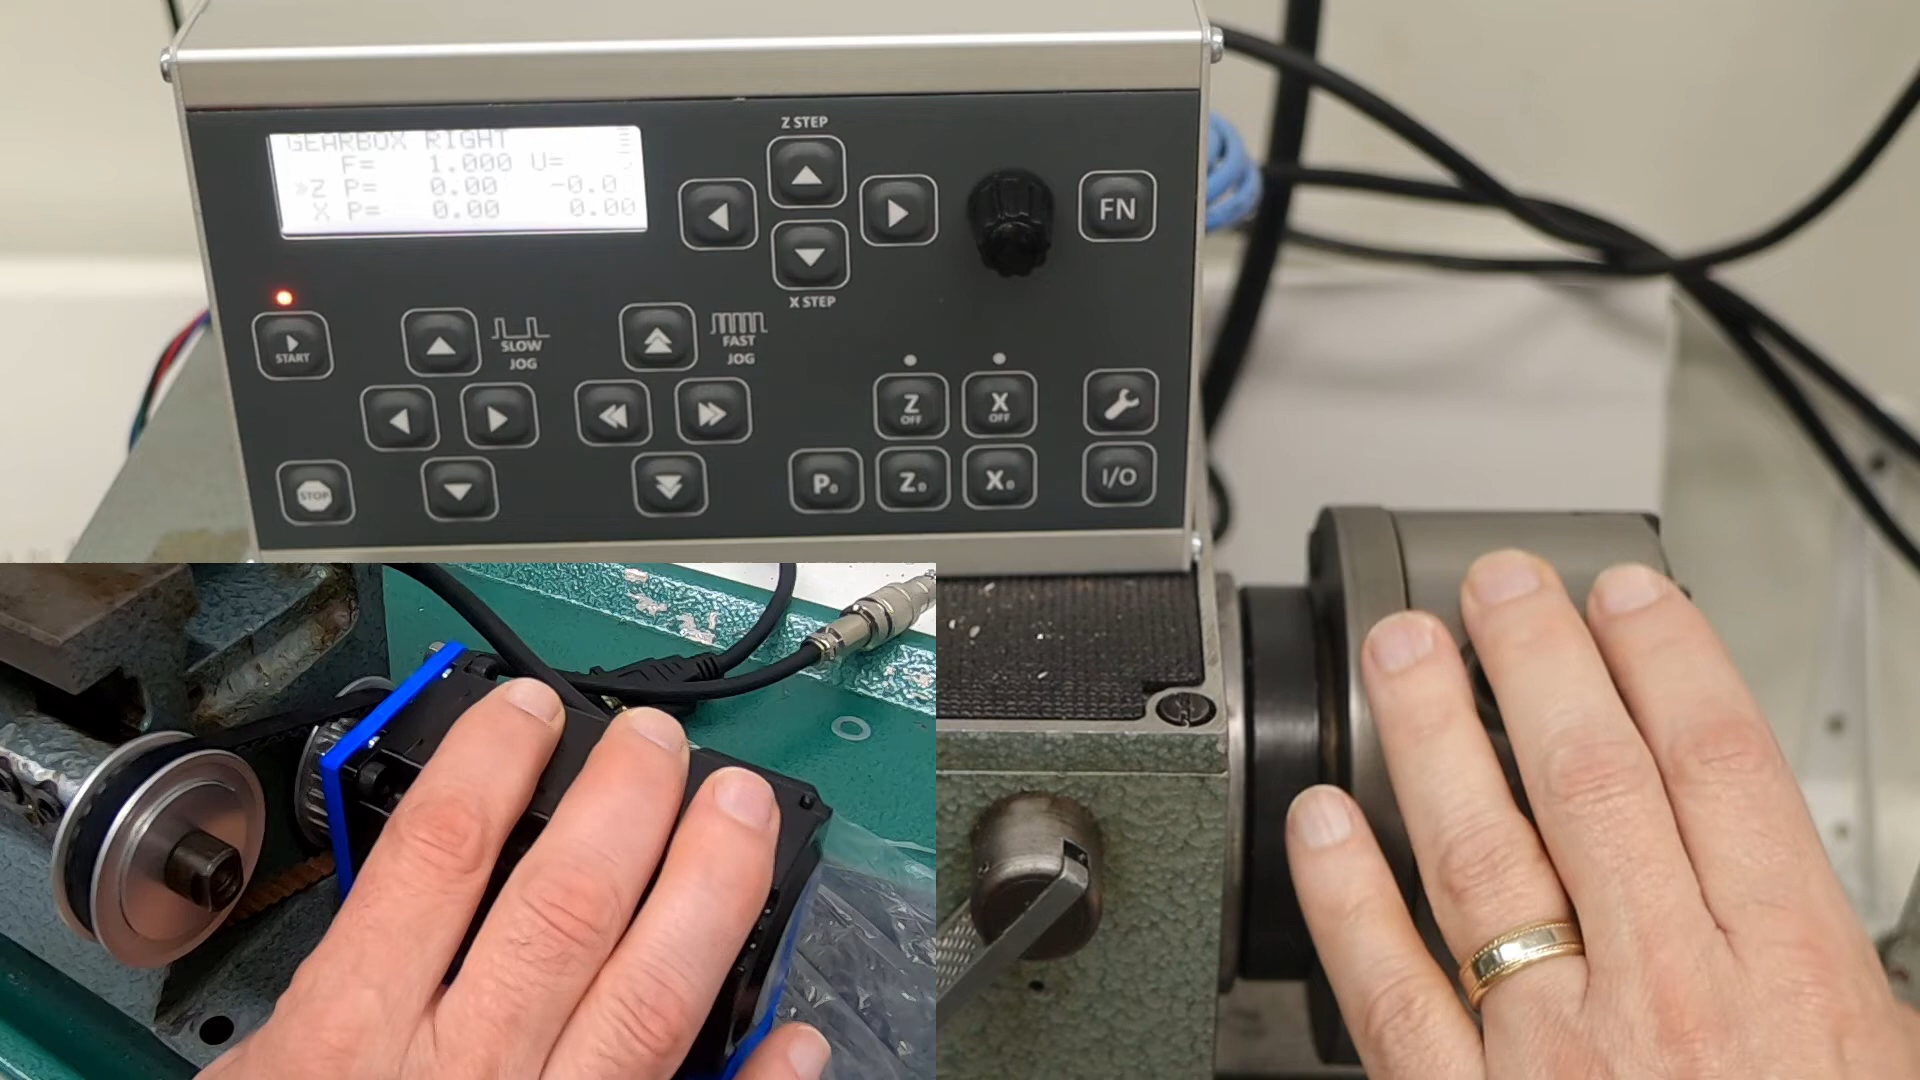 GEARBOX RIGHT
F= 1.000 U=
Z P= 0.00 -0.0
X P= 0.00 0.00
Z STEP
X STEP
FN
START
SLOW
JOG
FAST
JOG
Z
OFF
X
OFF
STOP
P0
Z0
X0
I/O